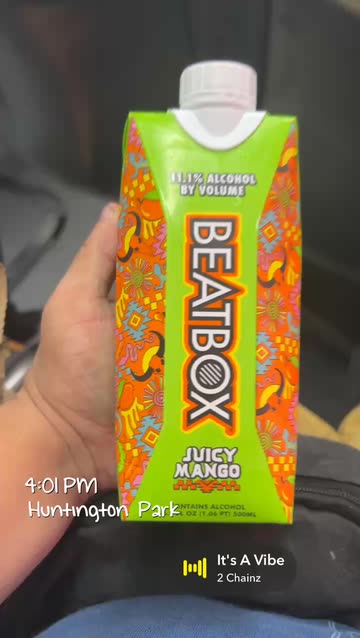 11.1% ALCOHOL
BY VOLUME
BEATBOX
JUICY
MANGO
4:01 PM
Huntington Park
CONTAINS ALCOHOL
OZ (1.06 PT) 500ML
It's A Vibe
2 Chainz